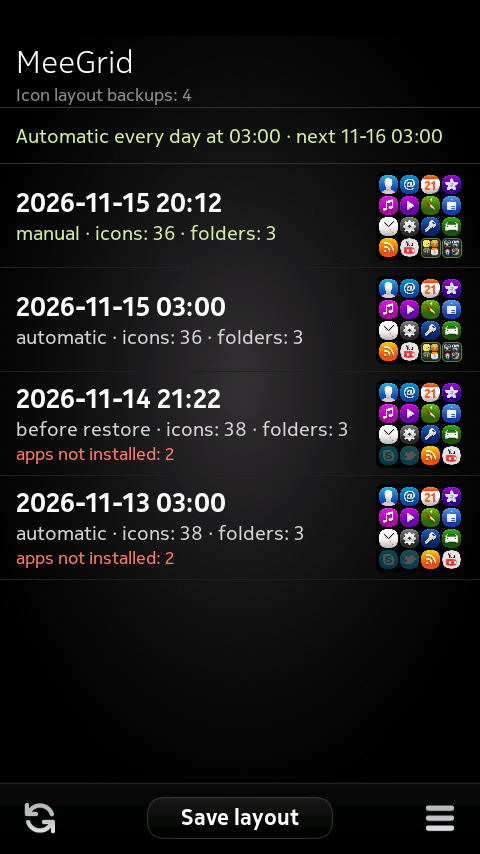 MeeGrid
Icon layout backups: 4
Automatic every day at 03:00 · next 11-16 03:00
2026-11-15 20:12
manual · icons: 36 · folders: 3
2026-11-15 03:00
automatic · icons: 36 · folders: 3
2026-11-14 21:22
before restore · icons: 38 · folders: 3
apps not installed: 2
2026-11-13 03:00
automatic · icons: 38 · folders: 3
apps not installed: 2
Save layout